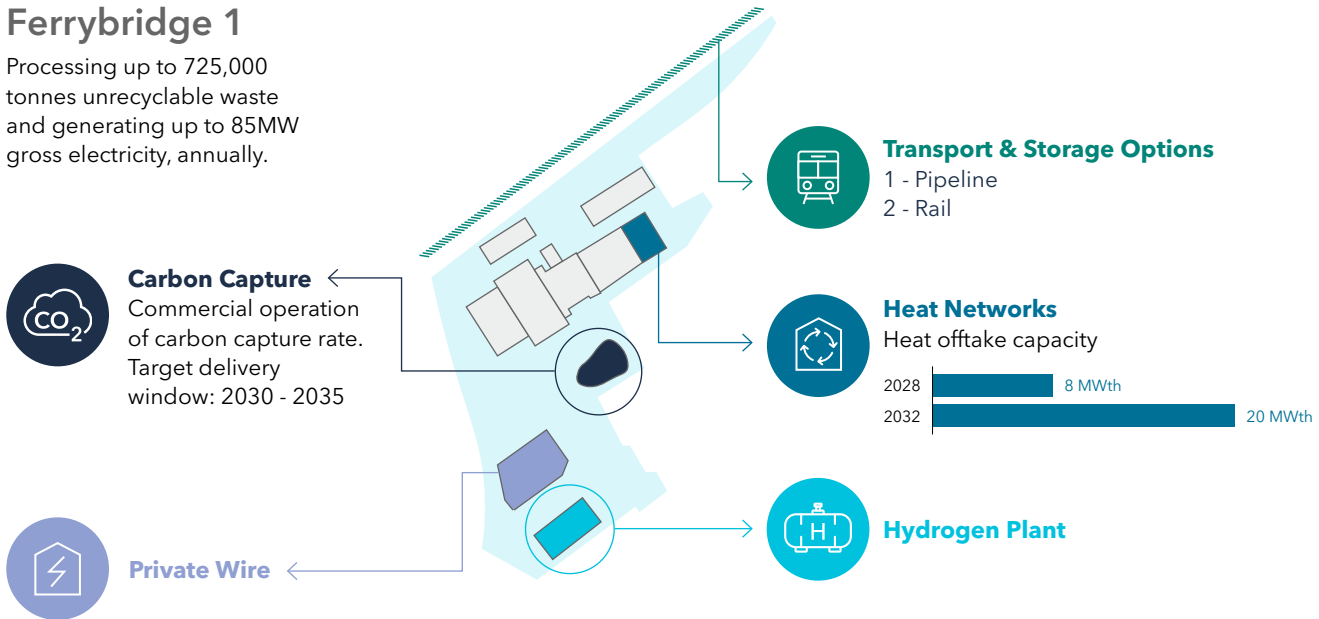 Ferrybridge 1
Processing up to 725,000
tonnes unrecyclable waste
and generating up to 85MW
gross electricity, annually.
Transport & Storage Options
1 - Pipeline
2 - Rail
CO2
Carbon Capture
Commercial operation
of carbon capture rate.
Target delivery
window: 2030 - 2035
Heat Networks
Heat offtake capacity
2028 8 MWth
2032 20 MWth
H
Hydrogen Plant
Private Wire